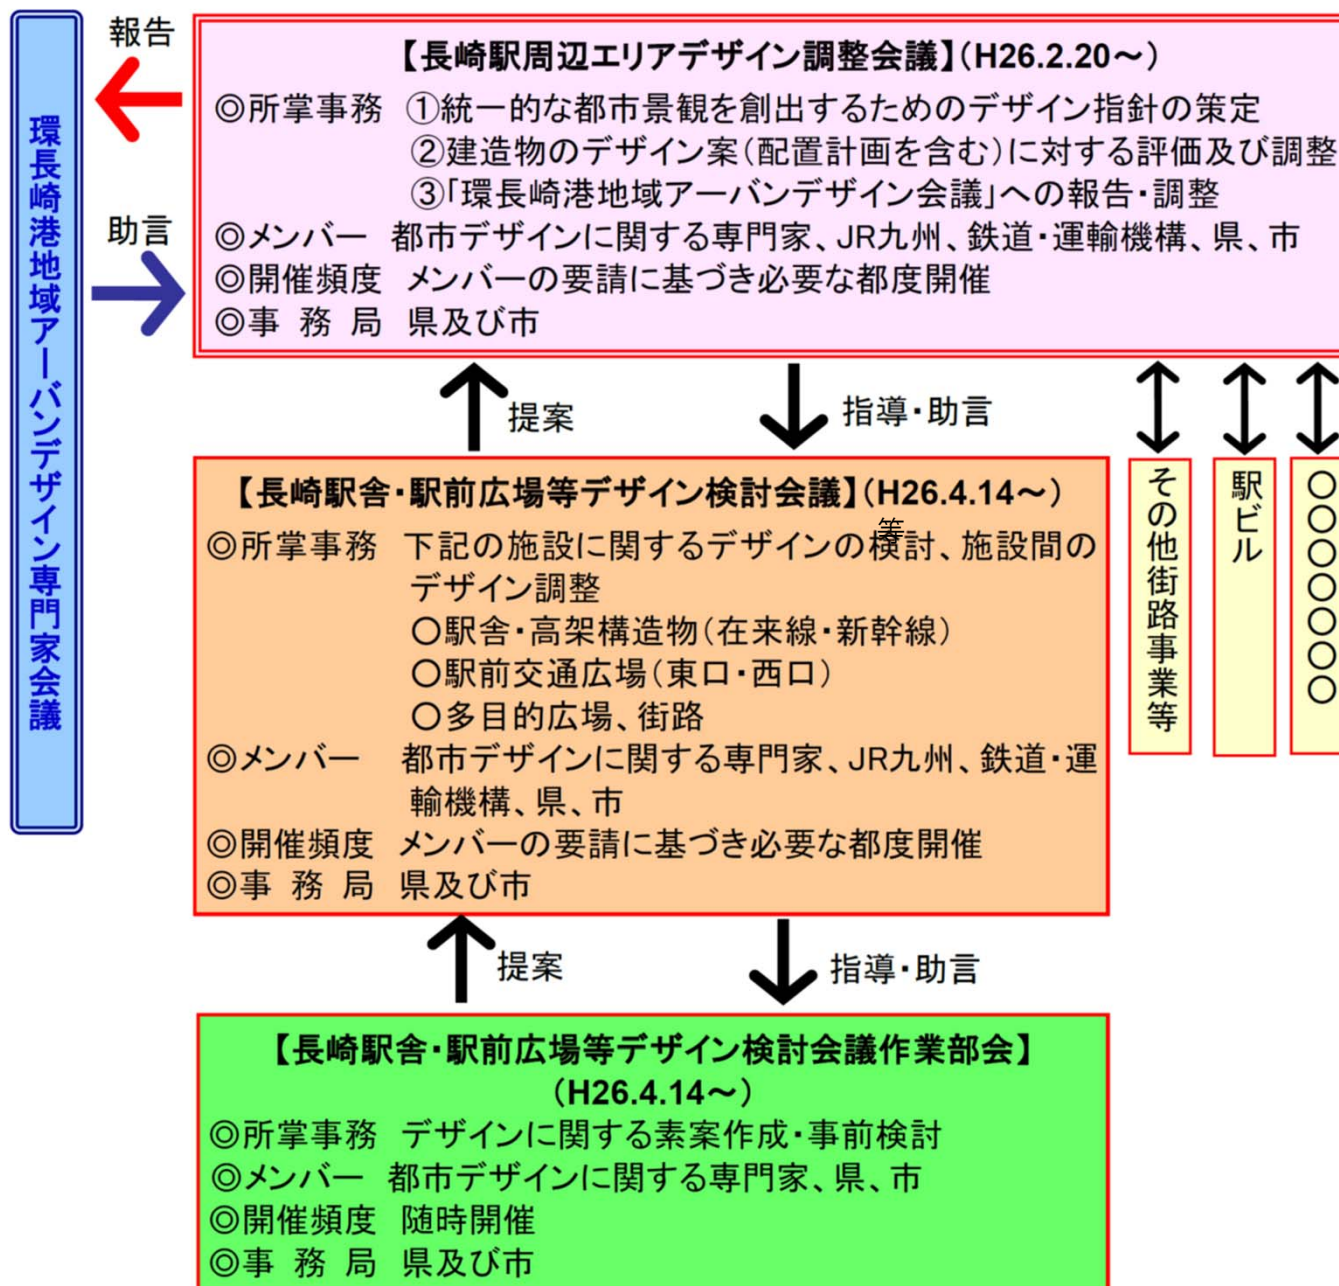 環長崎港地域アーバンデザイン専門家会議
報告
助言
【長崎駅周辺エリアデザイン調整会議】(H26.2.20～)
◎所掌事務 ①統一的な都市景観を創出するためのデザイン指針の策定
②建造物のデザイン案(配置計画を含む)に対する評価及び調整
③「環長崎港地域アーバンデザイン会議」への報告・調整
◎メンバー 都市デザインに関する専門家、JR九州、鉄道・運輸機構、県、市
◎開催頻度 メンバーの要請に基づき必要な都度開催
◎事 務 局 県及び市
提案
指導・助言
【長崎駅舎・駅前広場等デザイン検討会議】(H26.4.14～)
等
◎所掌事務 下記の施設に関するデザインの検討、施設間の
デザイン調整
〇駅舎・高架構造物(在来線・新幹線)
〇駅前交通広場(東口・西口)
〇多目的広場、街路
◎メンバー 都市デザインに関する専門家、JR九州、鉄道・運
輸機構、県、市
◎開催頻度 メンバーの要請に基づき必要な都度開催
◎事 務 局 県及び市
その他街路事業等
駅ビル
〇〇〇〇〇〇〇〇
提案
指導・助言
【長崎駅舎・駅前広場等デザイン検討会議作業部会】
(H26.4.14～)
◎所掌事務 デザインに関する素案作成・事前検討
◎メンバー 都市デザインに関する専門家、県、市
◎開催頻度 随時開催
◎事 務 局 県及び市